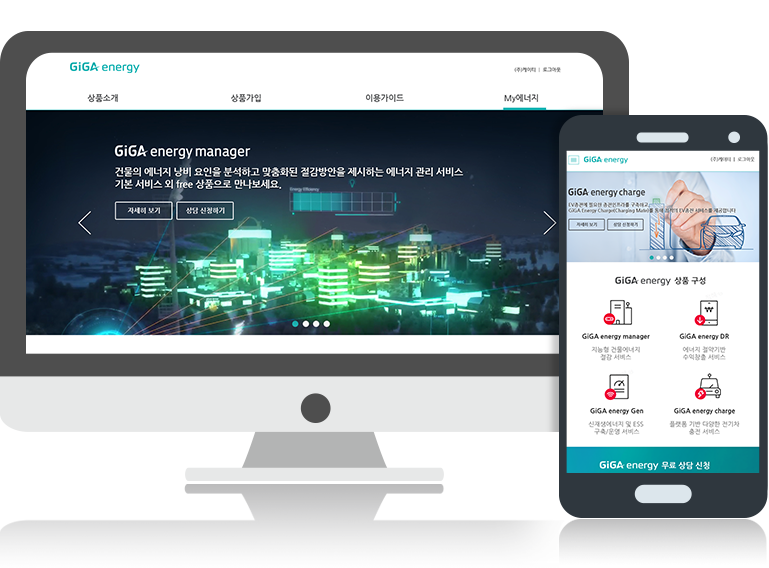 GiGA energy
(주)케이티 | 로그아웃
상품소개
상품가입
이용가이드
My에너지
GiGA energy manager
건물의 에너지 낭비 요인을 분석하고 맞춤화된 절감방안을 제시하는 에너지 관리 서비스
기본 서비스 외 free 상품으로 만나보세요.
자세히 보기
상담 신청하기
Energy Efficiency
GiGA energy
(주)케이티 | 로그아웃
GiGA energy charge
EV충전에 필요한 충전인프라를 구축하고,
GiGA Energy Charge(Charging Mate)를 통해 최적의 EV충전 서비스를 제공합니다
자세히 보기
상담 신청하기
GiGA energy 상품 구성
GiGA energy manager
지능형 건물에너지
절감 서비스
GiGA energy DR
에너지 절약기반
수익창출 서비스
GiGA energy Gen
신재생에너지 및 ESS
구축/운영 서비스
GiGA energy charge
플랫폼 기반 다양한 전기차
충전 서비스
GiGA energy 무료 상담 신청